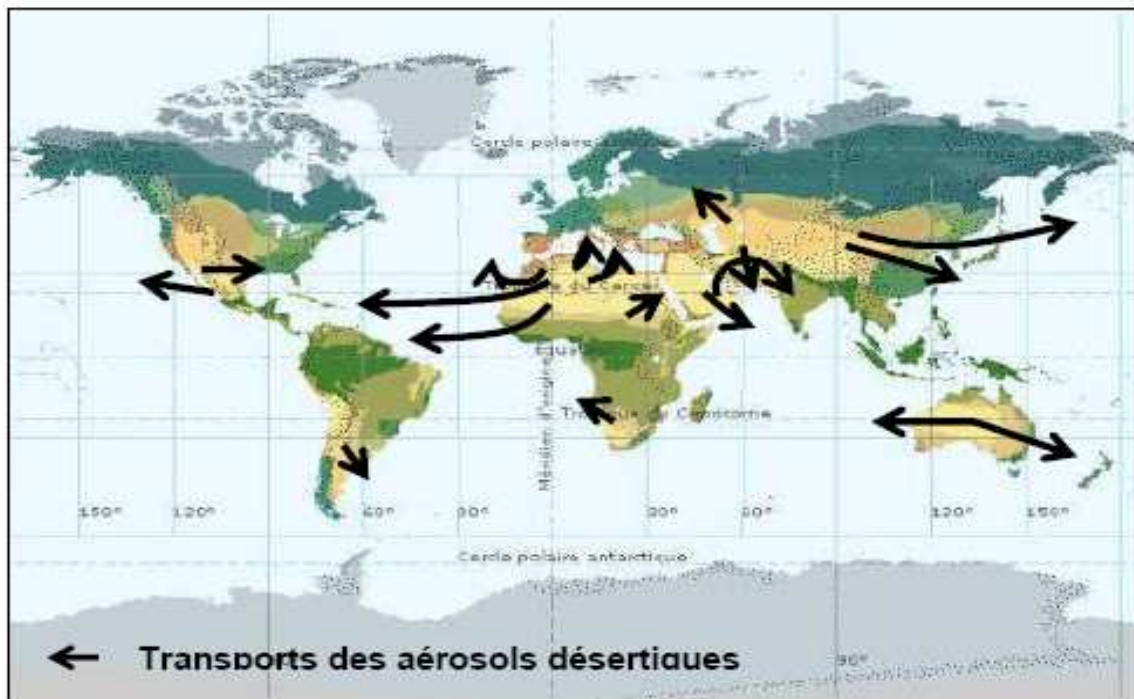 Cercle polaire
Tropique du Cancer
Équateur
Tropique du Capricorne
Méridien d'origine
150° 120° 60° 30° 30° 60° 120° 150°
Cercle polaire antarctique
90°
Transports des aérosols désertiques